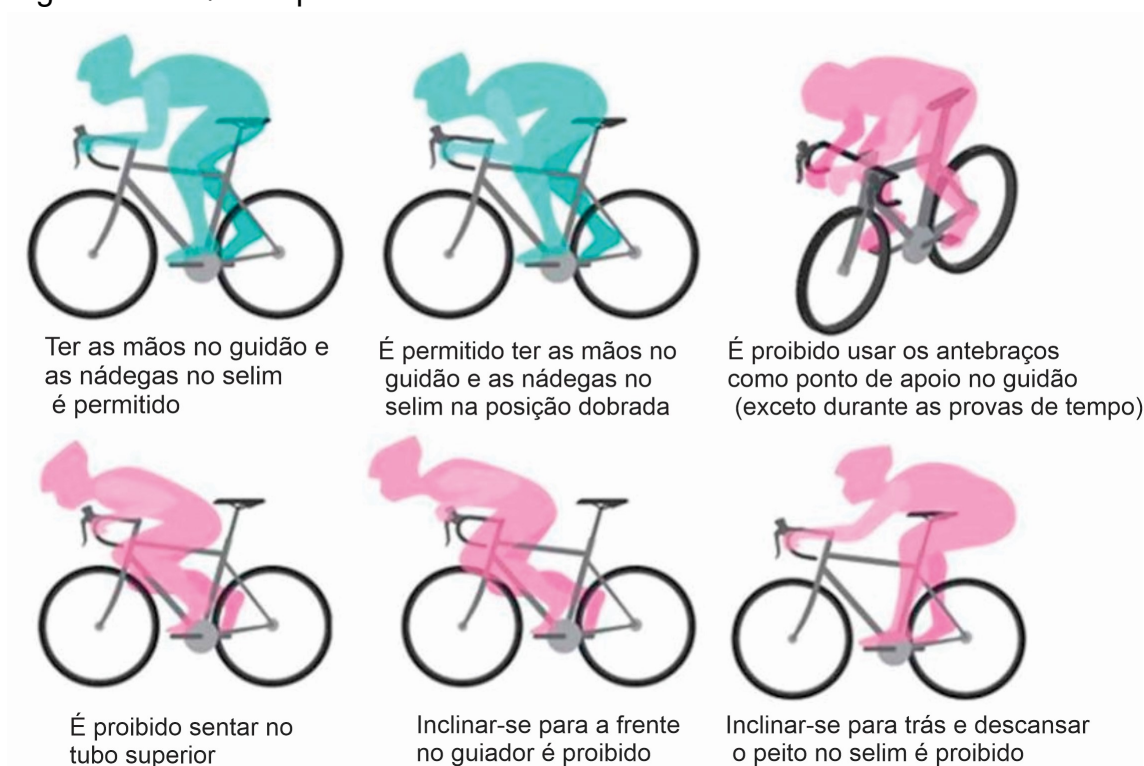 Ter as mãos no guidão e
as nádegas no selim
é permitido
É permitido ter as mãos no
guidão e as nádegas no
selim na posição dobrada
É proibido usar os antebraços
como ponto de apoio no guidão
(exceto durante as provas de tempo)
É proibido sentar no
tubo superior
Inclinar-se para a frente
no guiador é proibido
Inclinar-se para trás e descansar
o peito no selim é proibido